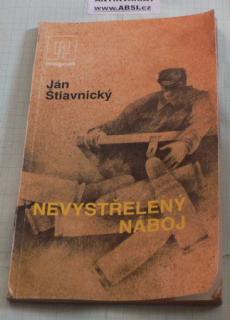 www.ABSI.cz
Ján
Štiavnický
NEVYSTŘELENÝ
NÁBOJ